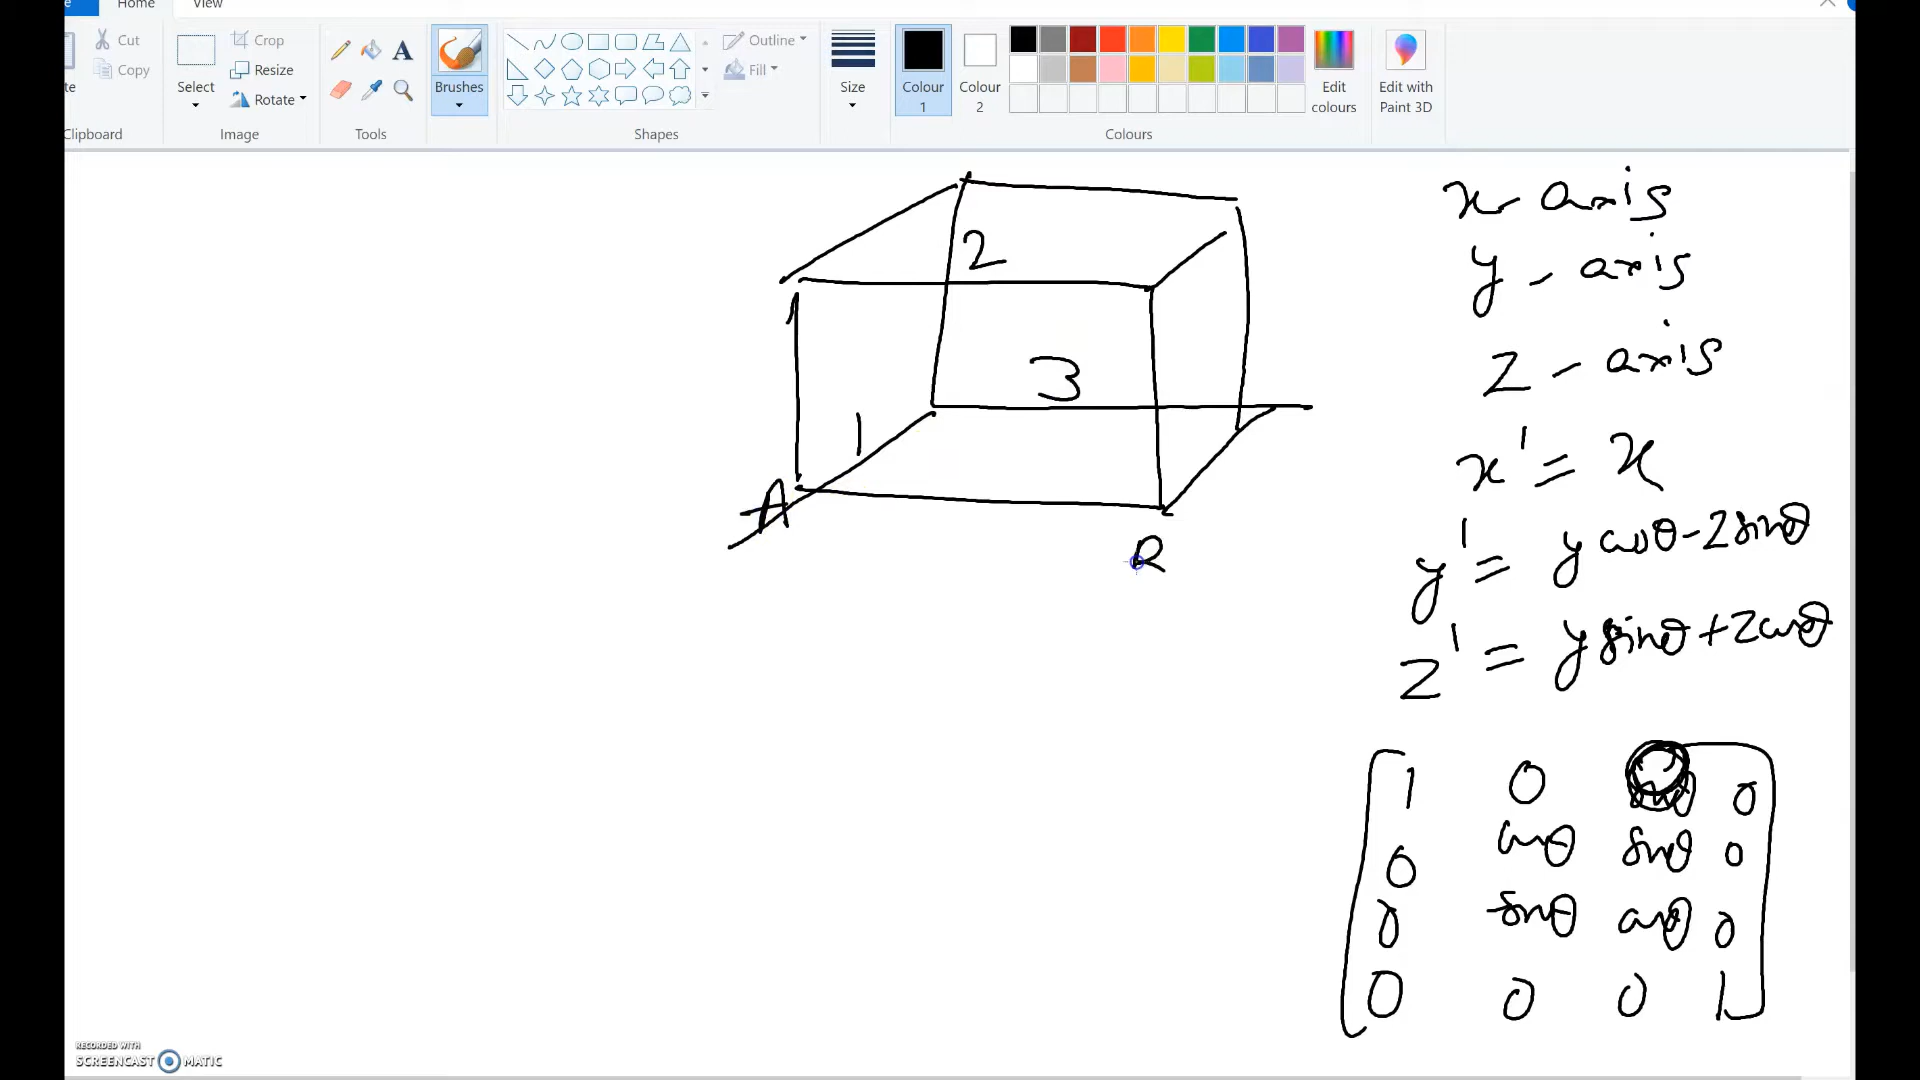 Home View
Cut
Copy
Clipboard
Select
Crop
Resize
Rotate
Image
Tools
Brushes
Shapes
Outline
Fill
Size
Colour 1
Colour 2
Edit colours
Colours
Edit with Paint 3D
2
3
1
A
R
x- axis
y - axis
z - axis
x' = x
y' = y cosθ - z sinθ
z' = y sinθ + z cosθ
1 0 0
0 cosθ sinθ 0
0 -sinθ cosθ 0
0 0 0 1
RECORDED WITH
SCREENCAST MATIC